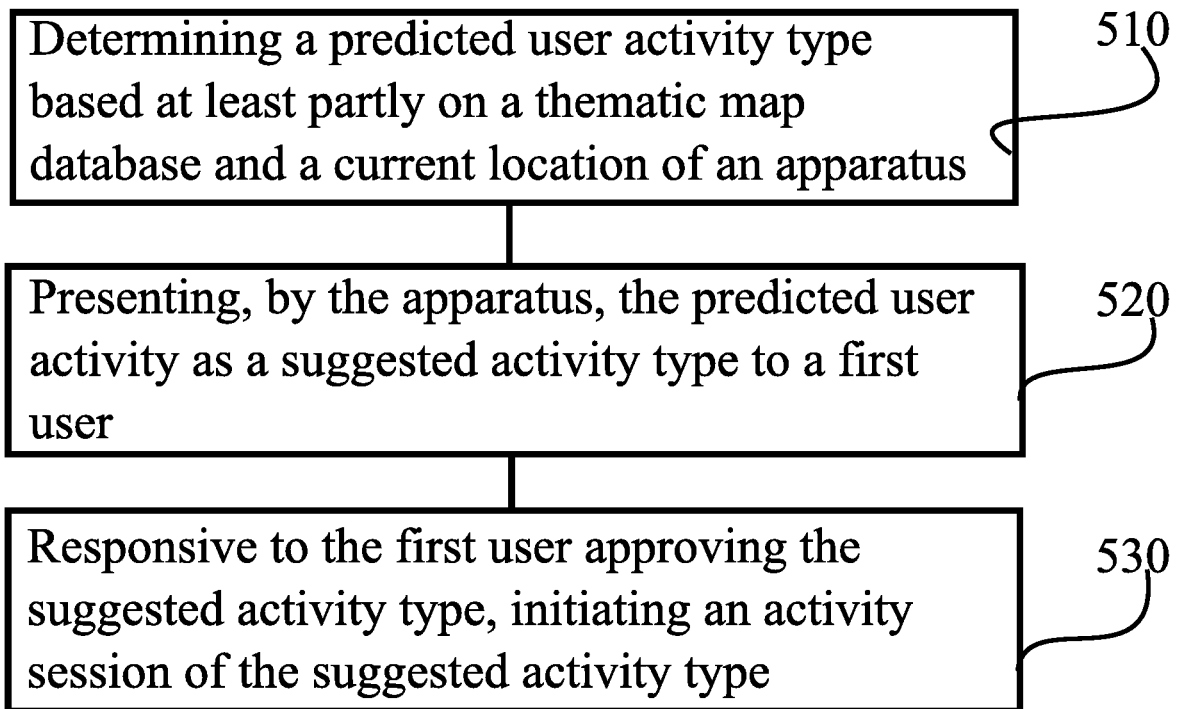 Determining a predicted user activity type
based at least partly on a thematic map
database and a current location of an apparatus
510
Presenting, by the apparatus, the predicted user
activity as a suggested activity type to a first
user
520
Responsive to the first user approving the
suggested activity type, initiating an activity
session of the suggested activity type
530